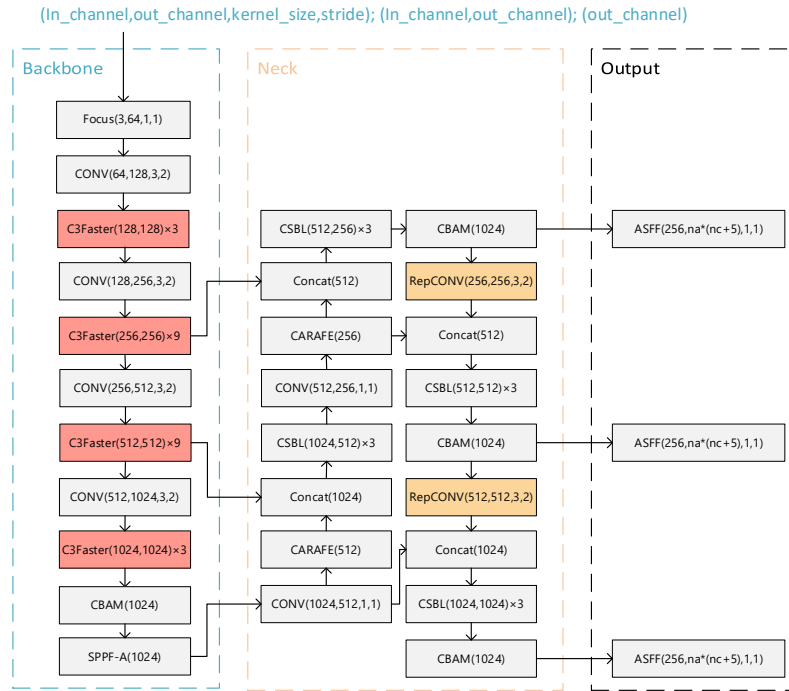 (In_channel,out_channel,kernel_size,stride); (In_channel,out_channel); (out_channel)
Backbone
Focus(3,64,1,1)
CONV(64,128,3,2)
C3Faster(128,128)×3
CONV(128,256,3,2)
C3Faster(256,256)×9
CONV(256,512,3,2)
C3Faster(512,512)×9
CONV(512,1024,3,2)
C3Faster(1024,1024)×3
CBAM(1024)
SPPF-A(1024)
Neck
CSBL(512,256)×3
Concat(512)
CARAFE(256)
CONV(512,256,1,1)
CSBL(1024,512)×3
Concat(1024)
CARAFE(512)
CONV(1024,512,1,1)
CBAM(1024)
RepCONV(256,256,3,2)
Concat(512)
CSBL(512,512)×3
CBAM(1024)
RepCONV(512,512,3,2)
Concat(1024)
CSBL(1024,1024)×3
CBAM(1024)
Output
ASFF(256,na*(nc+5),1,1)
ASFF(256,na*(nc+5),1,1)
ASFF(256,na*(nc+5),1,1)